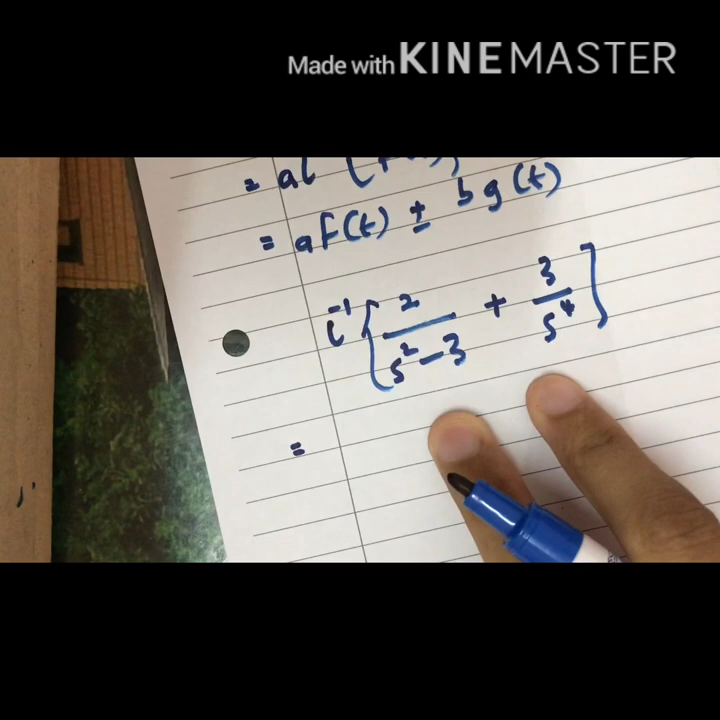 Made with KINEMASTER
= af(t) ± bg(t)
L⁻¹[2/(s²-3) + 3/s⁴]
=